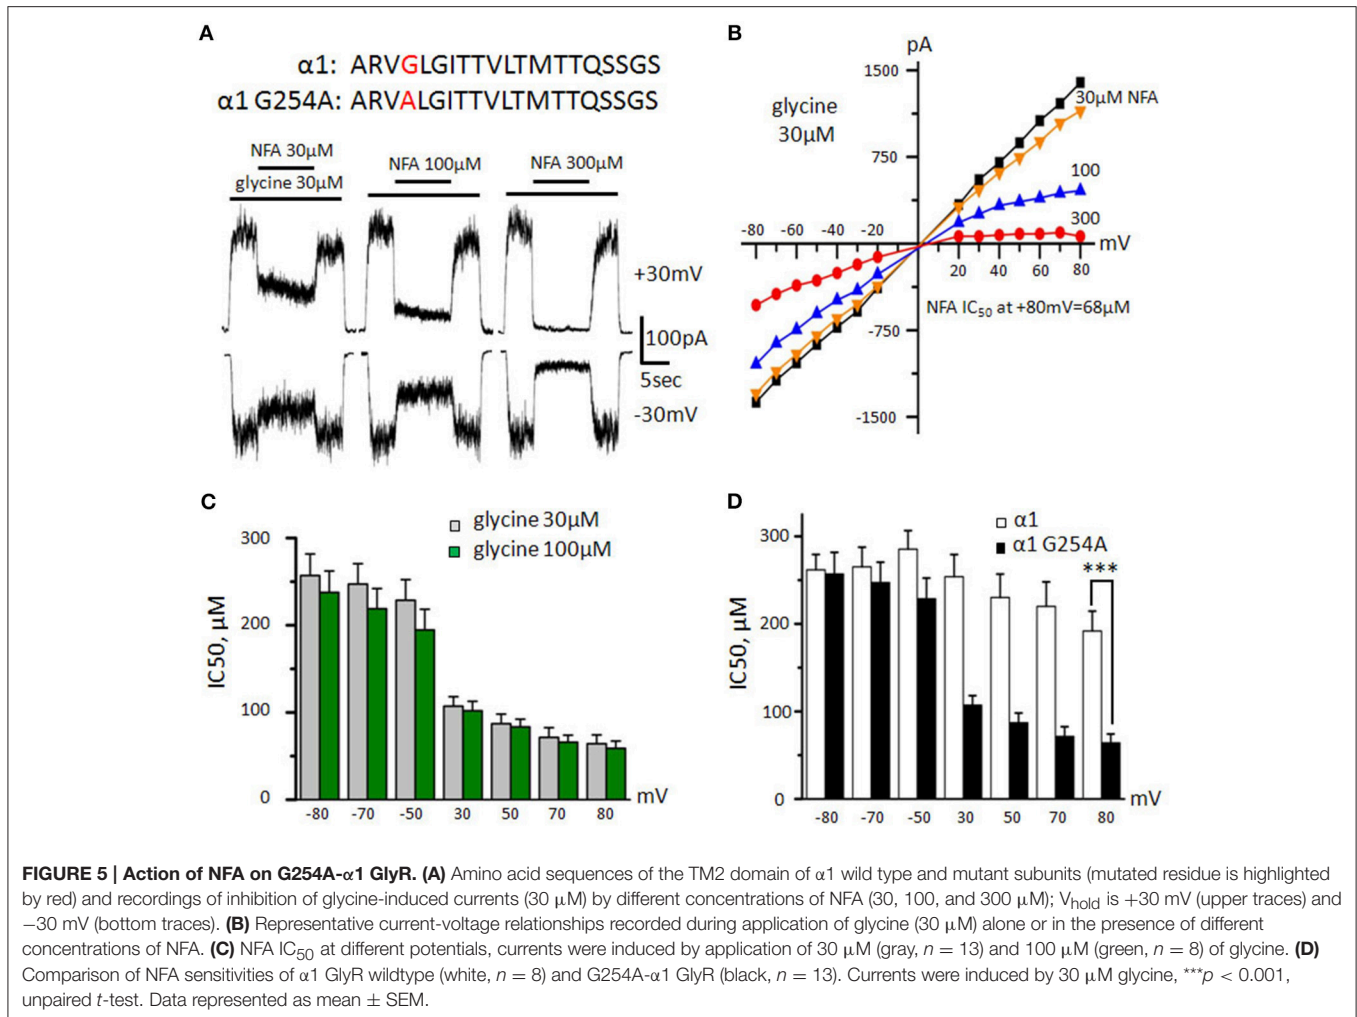 A
α1: ARVGLGITTVLTMTTQSSGS
α1 G254A: ARVALGITTVLTMTTQSSGS
NFA 30µM
NFA 100µM
NFA 300µM
glycine 30µM
+30mV
100pA
5sec
-30mV
B
pA
1500
glycine
30µM
30µM NFA
750
100
300
-80 -60 -40 -20
mV
20 40 60 80
NFA IC50 at +80mV=68µM
-750
-1500
C
glycine 30µM
glycine 100µM
300
200
100
0
IC50, µM
-80 -70 -50 30 50 70 80
mV
D
α1
α1 G254A
***
300
200
100
0
IC50, µM
-80 -70 -50 30 50 70 80
mV
FIGURE 5 | Action of NFA on G254A-α1 GlyR. (A) Amino acid sequences of the TM2 domain of α1 wild type and mutant subunits (mutated residue is highlighted
by red) and recordings of inhibition of glycine-induced currents (30 µM) by different concentrations of NFA (30, 100, and 300 µM); Vhold is +30 mV (upper traces) and
−30 mV (bottom traces). (B) Representative current-voltage relationships recorded during application of glycine (30 µM) alone or in the presence of different
concentrations of NFA. (C) NFA IC50 at different potentials, currents were induced by application of 30 µM (gray, n = 13) and 100 µM (green, n = 8) of glycine. (D)
Comparison of NFA sensitivities of α1 GlyR wildtype (white, n = 8) and G254A-α1 GlyR (black, n = 13). Currents were induced by 30 µM glycine, ***p < 0.001,
unpaired t-test. Data represented as mean ± SEM.